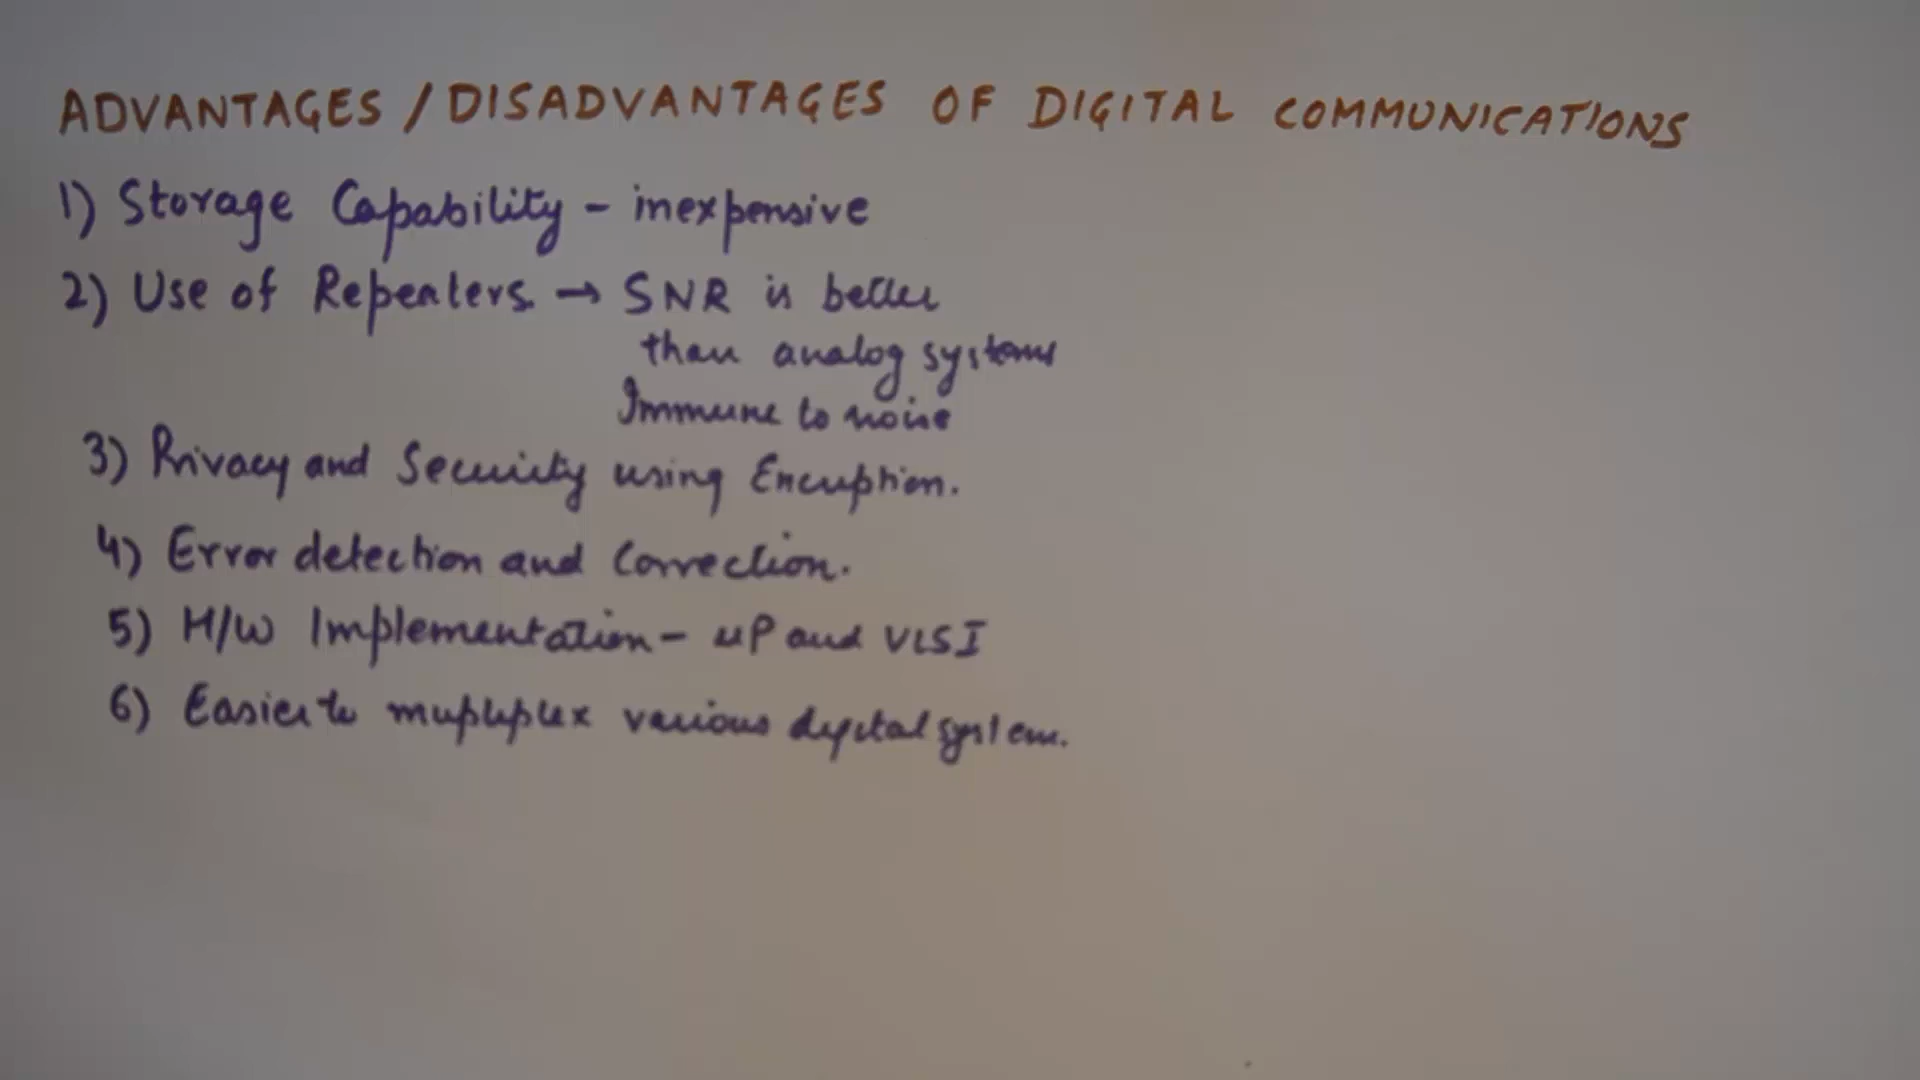 ADVANTAGES / DISADVANTAGES OF DIGITAL COMMUNICATIONS
1) Storage Capability - inexpensive
2) Use of Repeaters. → SNR is better
than analog systems
Immune to noise
3) Privacy and Security using Encryption.
4) Error detection and Correction.
5) H/W Implementation - uP and VLSI
6) Easier to mupliplex various digital system.